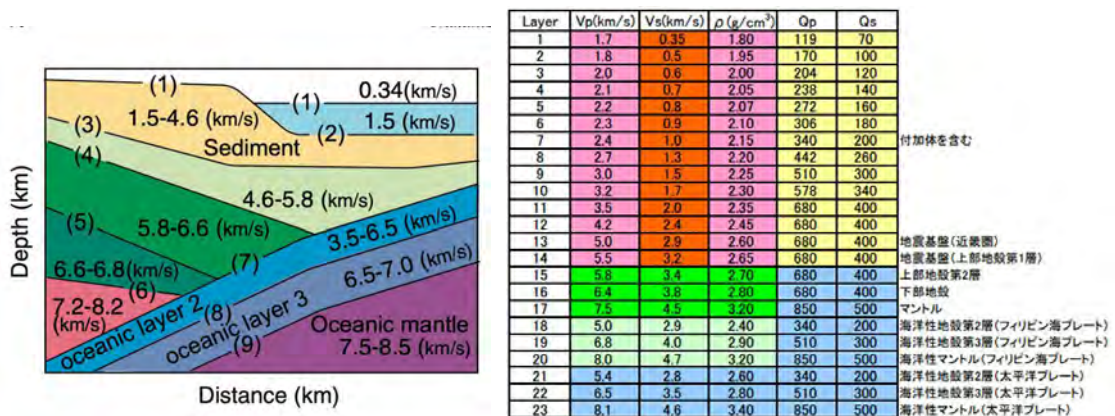 (1)
(1)
0.34(km/s)
1.5-4.6 (km/s)
1.5 (km/s)
(2)
(3)
Sediment
(4)
4.6-5.8 (km/s)
5.8-6.6 (km/s)
3.5-6.5 (km/s)
(5)
(7)
6.6-6.8(km/s)
6.5-7.0 (km/s)
(6)
7.2-8.2
(km/s)
oceanic layer 2
(8)
oceanic layer 3
(9)
Oceanic mantle
7.5-8.5 (km/s)
Depth (km)
Distance (km)
Layer Vp(km/s) Vs(km/s) ρ(g/cm³) Qp Qs
1 1.7 0.35 1.80 119 70
2 1.8 0.5 1.95 170 100
3 2.0 0.6 2.00 204 120
4 2.1 0.7 2.05 238 140
5 2.2 0.8 2.07 272 160
6 2.3 0.9 2.10 306 180
7 2.4 1.0 2.15 340 200 付加体を含む
8 2.7 1.3 2.20 442 260
9 3.0 1.5 2.25 510 300
10 3.2 1.7 2.30 578 340
11 3.5 2.0 2.35 680 400
12 4.2 2.4 2.45 680 400
13 5.0 2.9 2.60 680 400 地震基盤(近畿圏)
14 5.5 3.2 2.65 680 400 地震基盤(上部地殻第1層)
15 5.8 3.4 2.70 680 400 上部地殻第2層
16 6.4 3.8 2.80 680 400 下部地殻
17 7.5 4.5 3.20 850 500 マントル
18 5.0 2.9 2.40 340 200 海洋性地殻第2層(フィリピン海プレート)
19 6.8 4.0 2.90 510 300 海洋性地殻第3層(フィリピン海プレート)
20 8.0 4.7 3.20 850 500 海洋性マントル(フィリピン海プレート)
21 5.4 2.8 2.60 340 200 海洋性地殻第2層(太平洋プレート)
22 6.5 3.5 2.80 510 300 海洋性地殻第3層(太平洋プレート)
23 8.1 4.6 3.40 850 500 海洋性マントル(太平洋プレート)